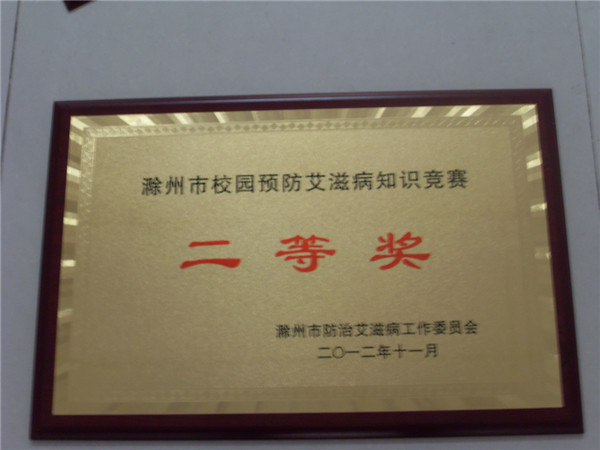 滁州市校园预防艾滋病知识竞赛
二等奖
滁州市防治艾滋病工作委员会
二〇一二年十一月